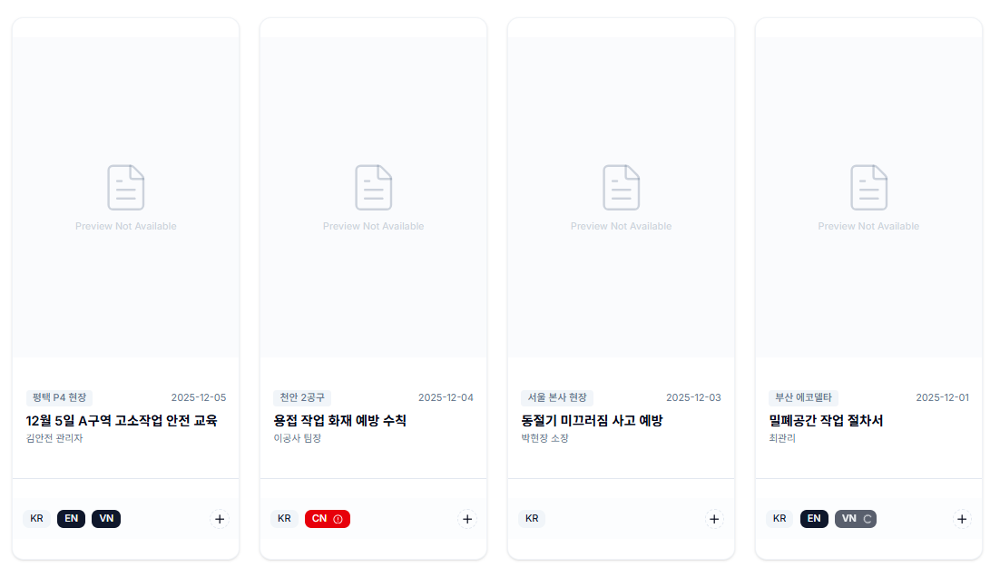 Preview Not Available
평택 P4 현장 2025-12-05
12월 5일 A구역 고소작업 안전 교육
김안전 관리자
KR EN VN +
Preview Not Available
천안 2공구 2025-12-04
용접 작업 화재 예방 수칙
이공사 팀장
KR CN +
Preview Not Available
서울 본사 현장 2025-12-03
동절기 미끄러짐 사고 예방
박현장 소장
KR +
Preview Not Available
부산 에코델타 2025-12-01
밀폐공간 작업 절차서
최관리
KR EN VN +